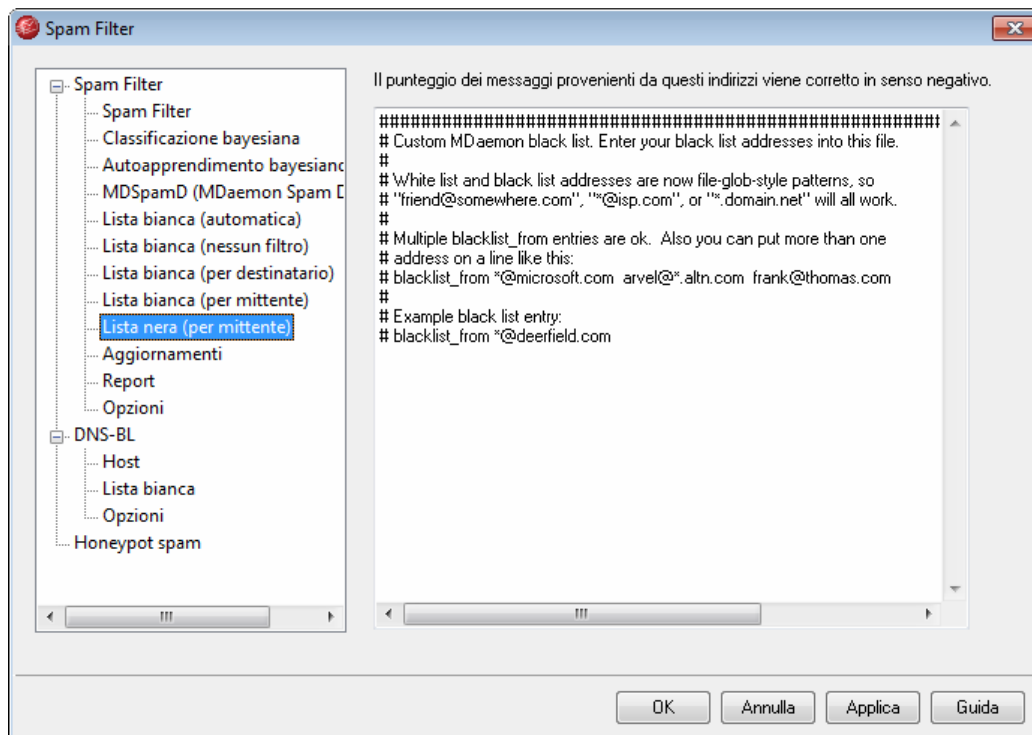 Spam Filter
Spam Filter
Spam Filter
Classificazione bayesiana
Autoapprendimento bayesianc
MDSpamD (MDaemon Spam D
Lista bianca (automatica)
Lista bianca (nessun filtro)
Lista bianca (per destinatario)
Lista bianca (per mittente)
Lista nera (per mittente)
Aggiornamenti
Report
Opzioni
DNS-BL
Host
Lista bianca
Opzioni
Honeypot spam
Il punteggio dei messaggi provenienti da questi indirizzi viene corretto in senso negativo.
############################################################
# Custom MDaemon black list. Enter your black list addresses into this file.
#
# White list and black list addresses are now file-glob-style patterns, so
# "friend@somewhere.com", "*@isp.com", or "*.domain.net" will all work.
#
# Multiple blacklist_from entries are ok.  Also you can put more than one
# address on a line like this:
# blacklist_from *@microsoft.com  arvel@*.altn.com  frank@thomas.com
#
# Example black list entry:
# blacklist_from *@deerfield.com
OK
Annulla
Applica
Guida